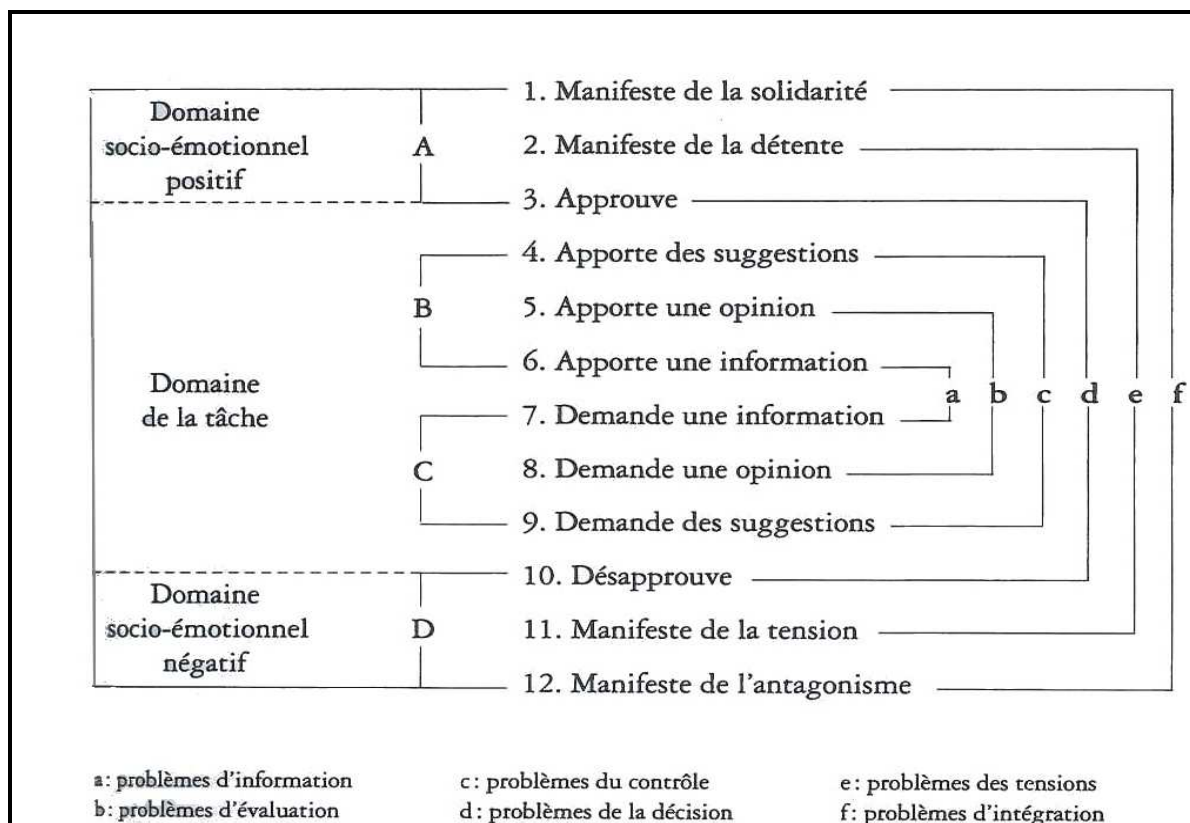 Domaine
socio-émotionnel
positif
A
1. Manifeste de la solidarité
2. Manifeste de la détente
3. Approuve
Domaine
de la tâche
B
4. Apporte des suggestions
5. Apporte une opinion
6. Apporte une information
C
7. Demande une information
8. Demande une opinion
9. Demande des suggestions
a b c d e f
Domaine
socio-émotionnel
négatif
D
10. Désapprouve
11. Manifeste de la tension
12. Manifeste de l'antagonisme
a: problèmes d'information
b: problèmes d'évaluation
c: problèmes du contrôle
d: problèmes de la décision
e: problèmes des tensions
f: problèmes d'intégration